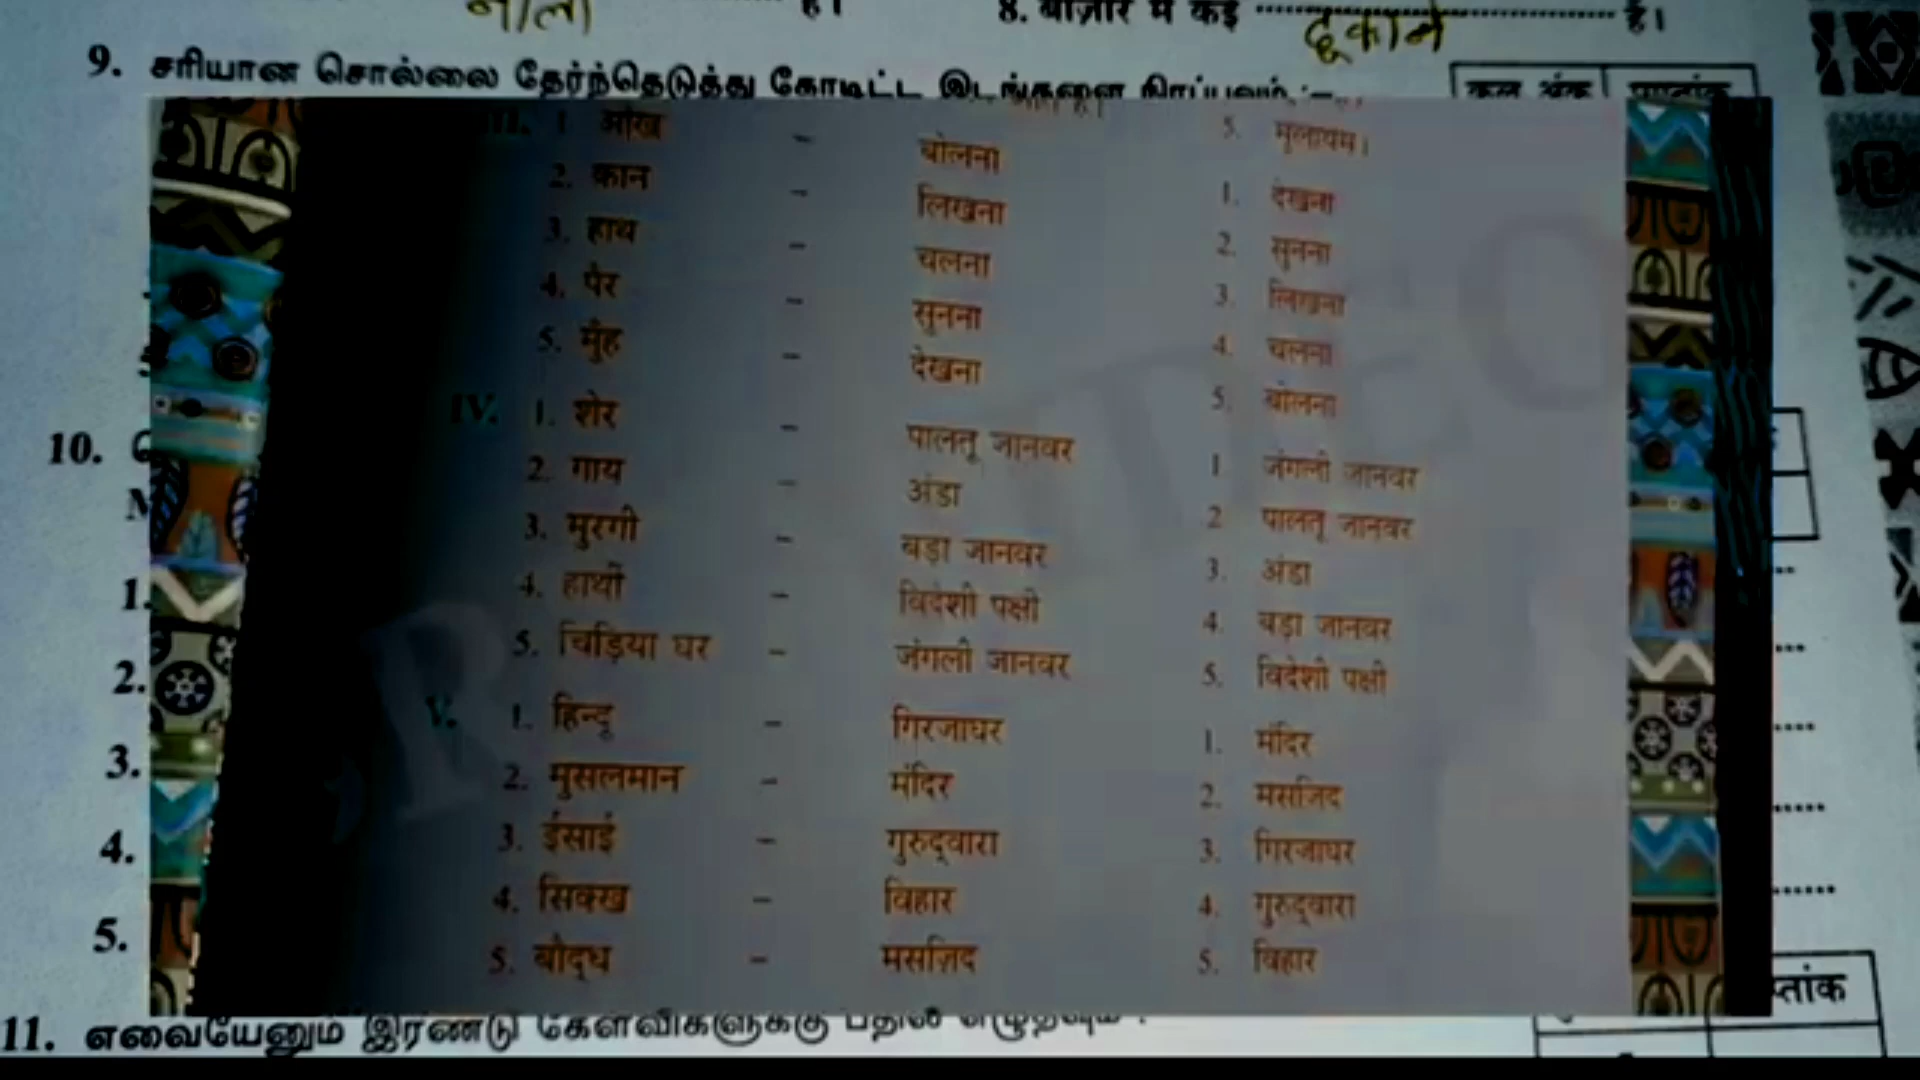 माला
है।
8. बाज़ार में कई
दूकाने
है।
9. சரியான சொல்லை தேர்ந்தெடுத்து கோடிட்ட இடங்களை நிரப்பவும் :–
कुल अंक
III. 1 आँख – बोलना
5. मुलायम।
2. कान – लिखना
1. देखना
3. हाथ – चलना
2. सुनना
4. पैर – सुनना
3. लिखना
5. मुँह – देखना
4. चलना
5. बोलना
IV. 1. शेर – पालतू जानवर
1 जंगली जानवर
2. गाय – अंडा
2 पालतू जानवर
3. मुरगी – बड़ा जानवर
3. अंडा
4. हाथी – विदेशी पक्षी
4. बड़ा जानवर
5. चिड़िया घर – जंगली जानवर
5. विदेशी पक्षी
V. 1. हिन्दू – गिरजाघर
1. मंदिर
2. मुसलमान – मंदिर
2. मसजिद
3. ईसाई – गुरुद्वारा
3. गिरजाघर
4. सिक्ख – विहार
4. गुरुद्वारा
5. बौद्ध – मसज़िद
5. विहार
10.
1.
2.
3.
4.
5.
11. எவையேனும் இரண்டு கேள்விகளுக்கு பதில் எழுதவும் :